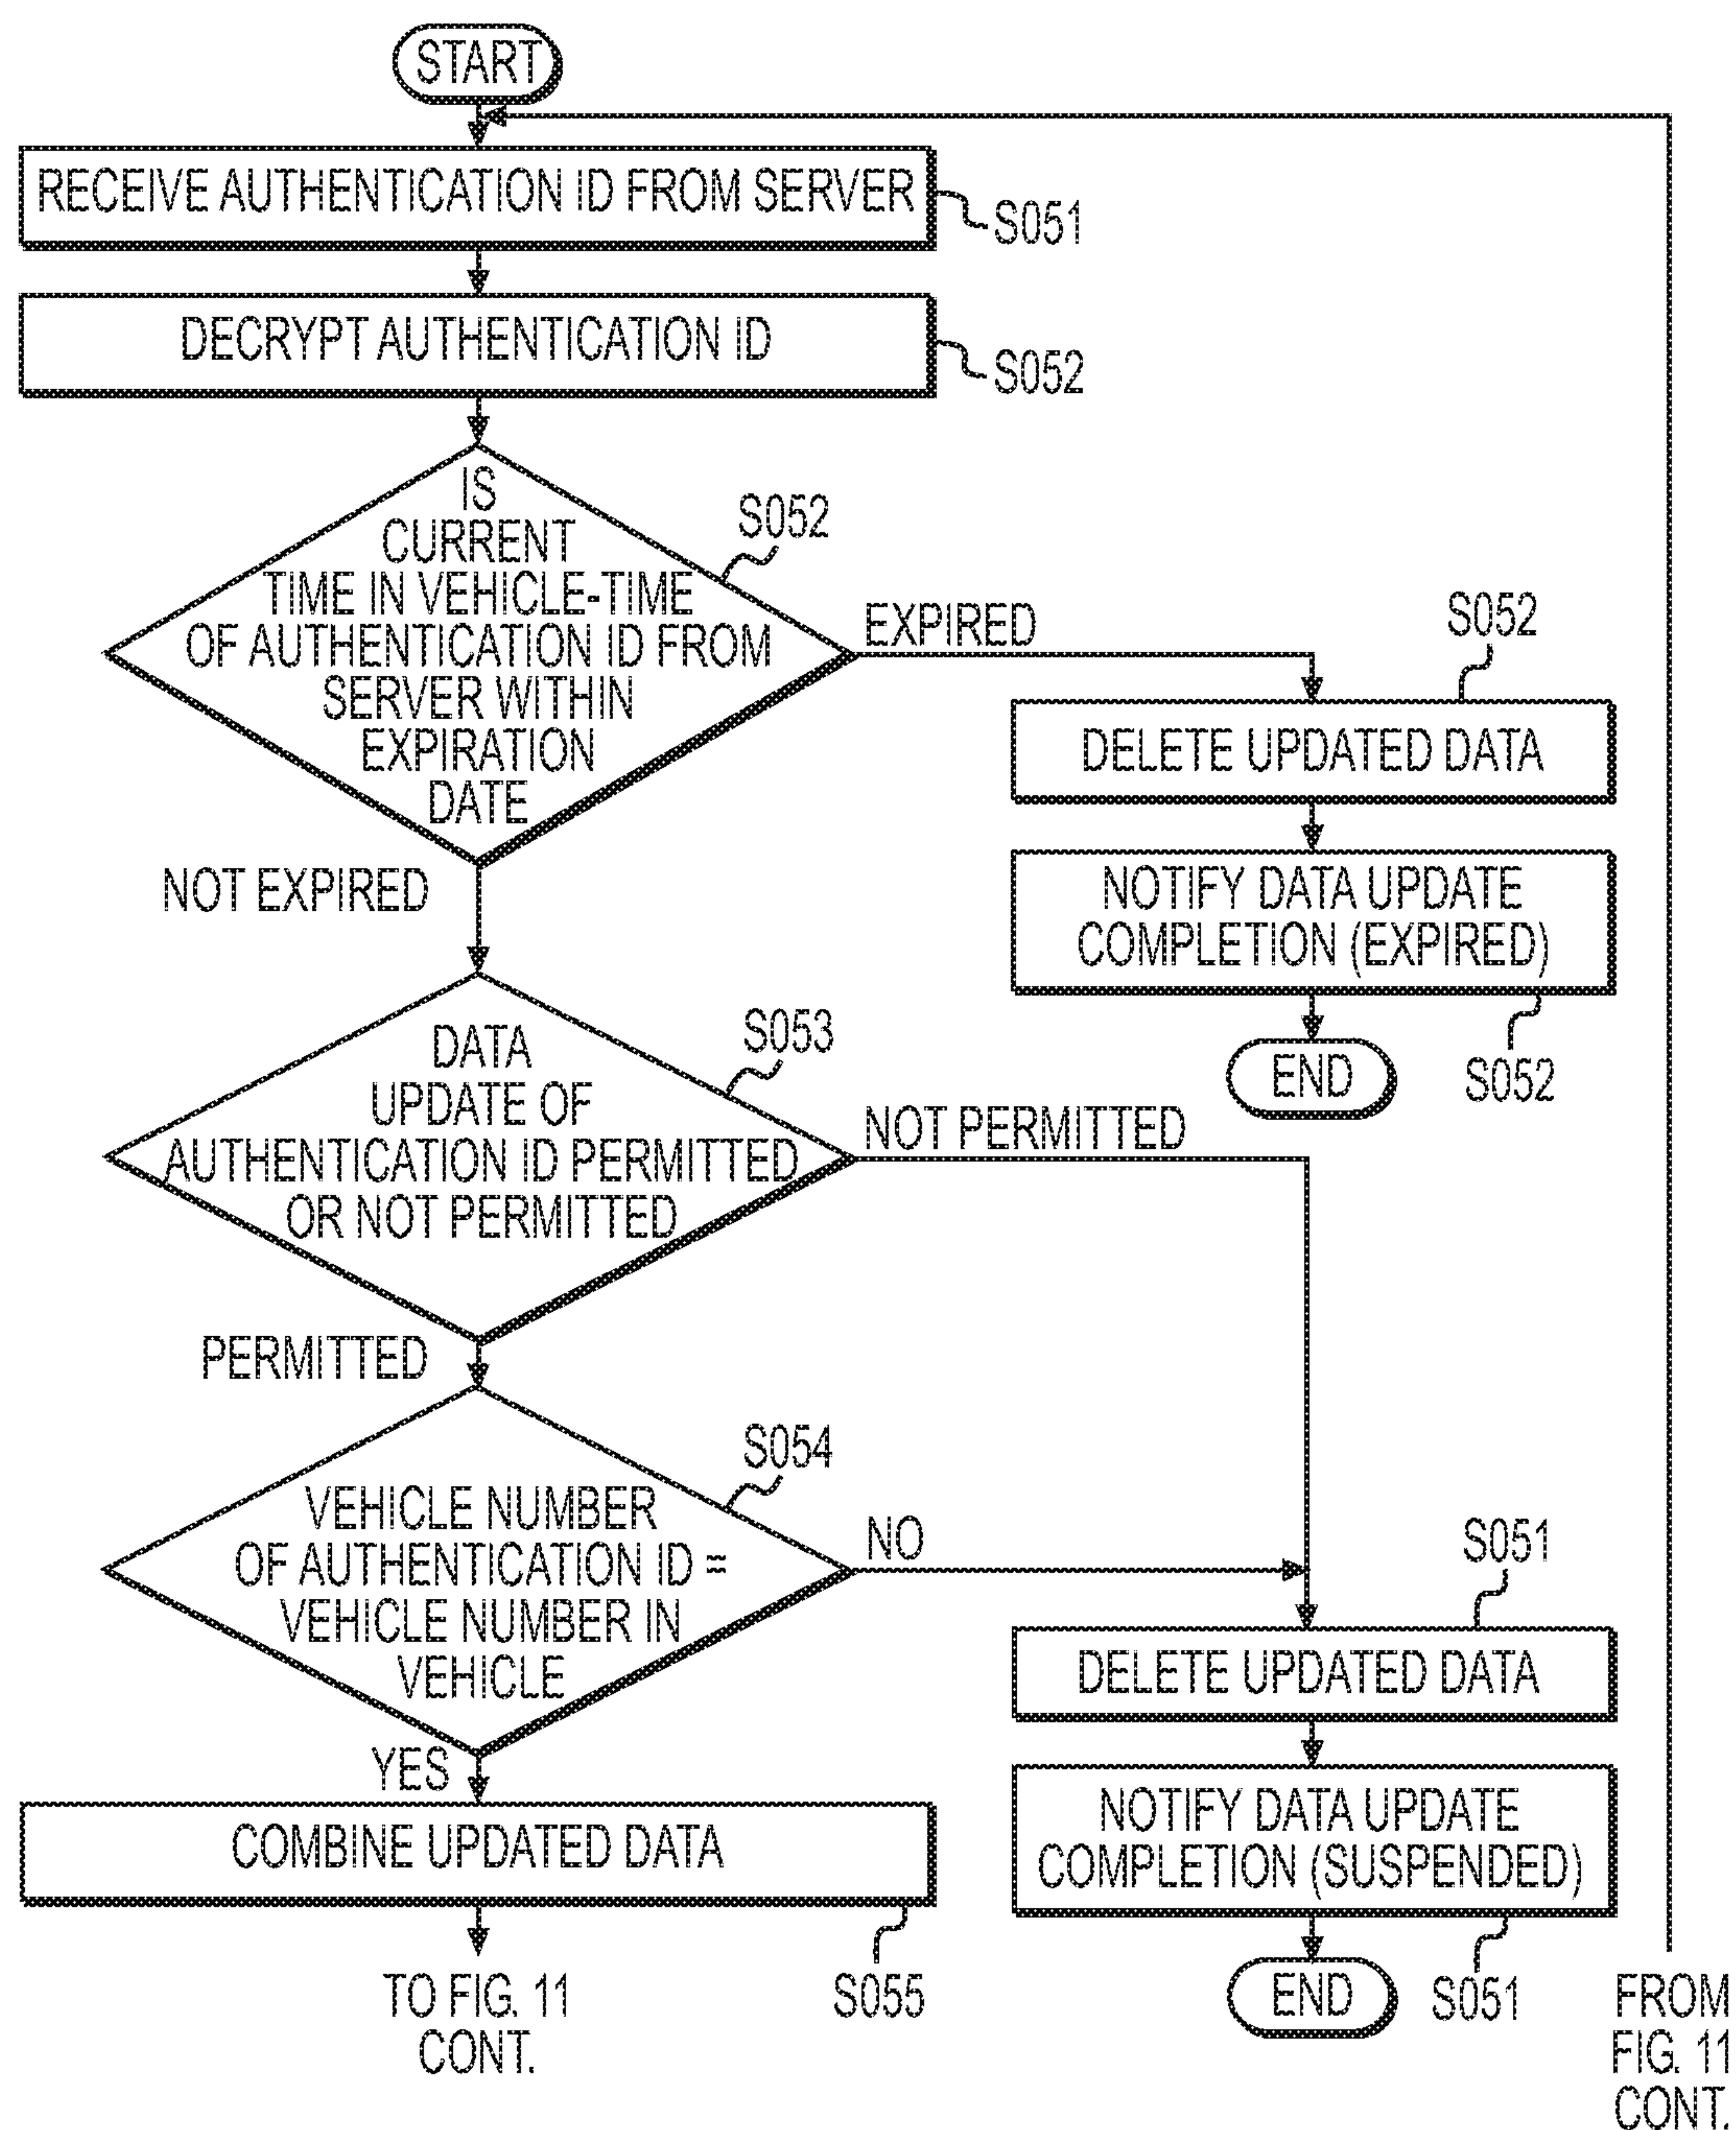 START
RECEIVE AUTHENTICATION ID FROM SERVER
S051
DECRYPT AUTHENTICATION ID
S052
IS
CURRENT
TIME IN VEHICLE-TIME
OF AUTHENTICATION ID FROM
SERVER WITHIN
EXPIRATION
DATE
S052
EXPIRED
S052
DELETE UPDATED DATA
NOTIFY DATA UPDATE
COMPLETION (EXPIRED)
S052
END
NOT EXPIRED
DATA
UPDATE OF
AUTHENTICATION ID PERMITTED
OR NOT PERMITTED
S053
NOT PERMITTED
PERMITTED
VEHICLE NUMBER
OF AUTHENTICATION ID =
VEHICLE NUMBER IN
VEHICLE
S054
NO
S051
DELETE UPDATED DATA
NOTIFY DATA UPDATE
COMPLETION (SUSPENDED)
S051
END
YES
COMBINE UPDATED DATA
S055
TO FIG. 11
CONT.
FROM
FIG. 11
CONT.